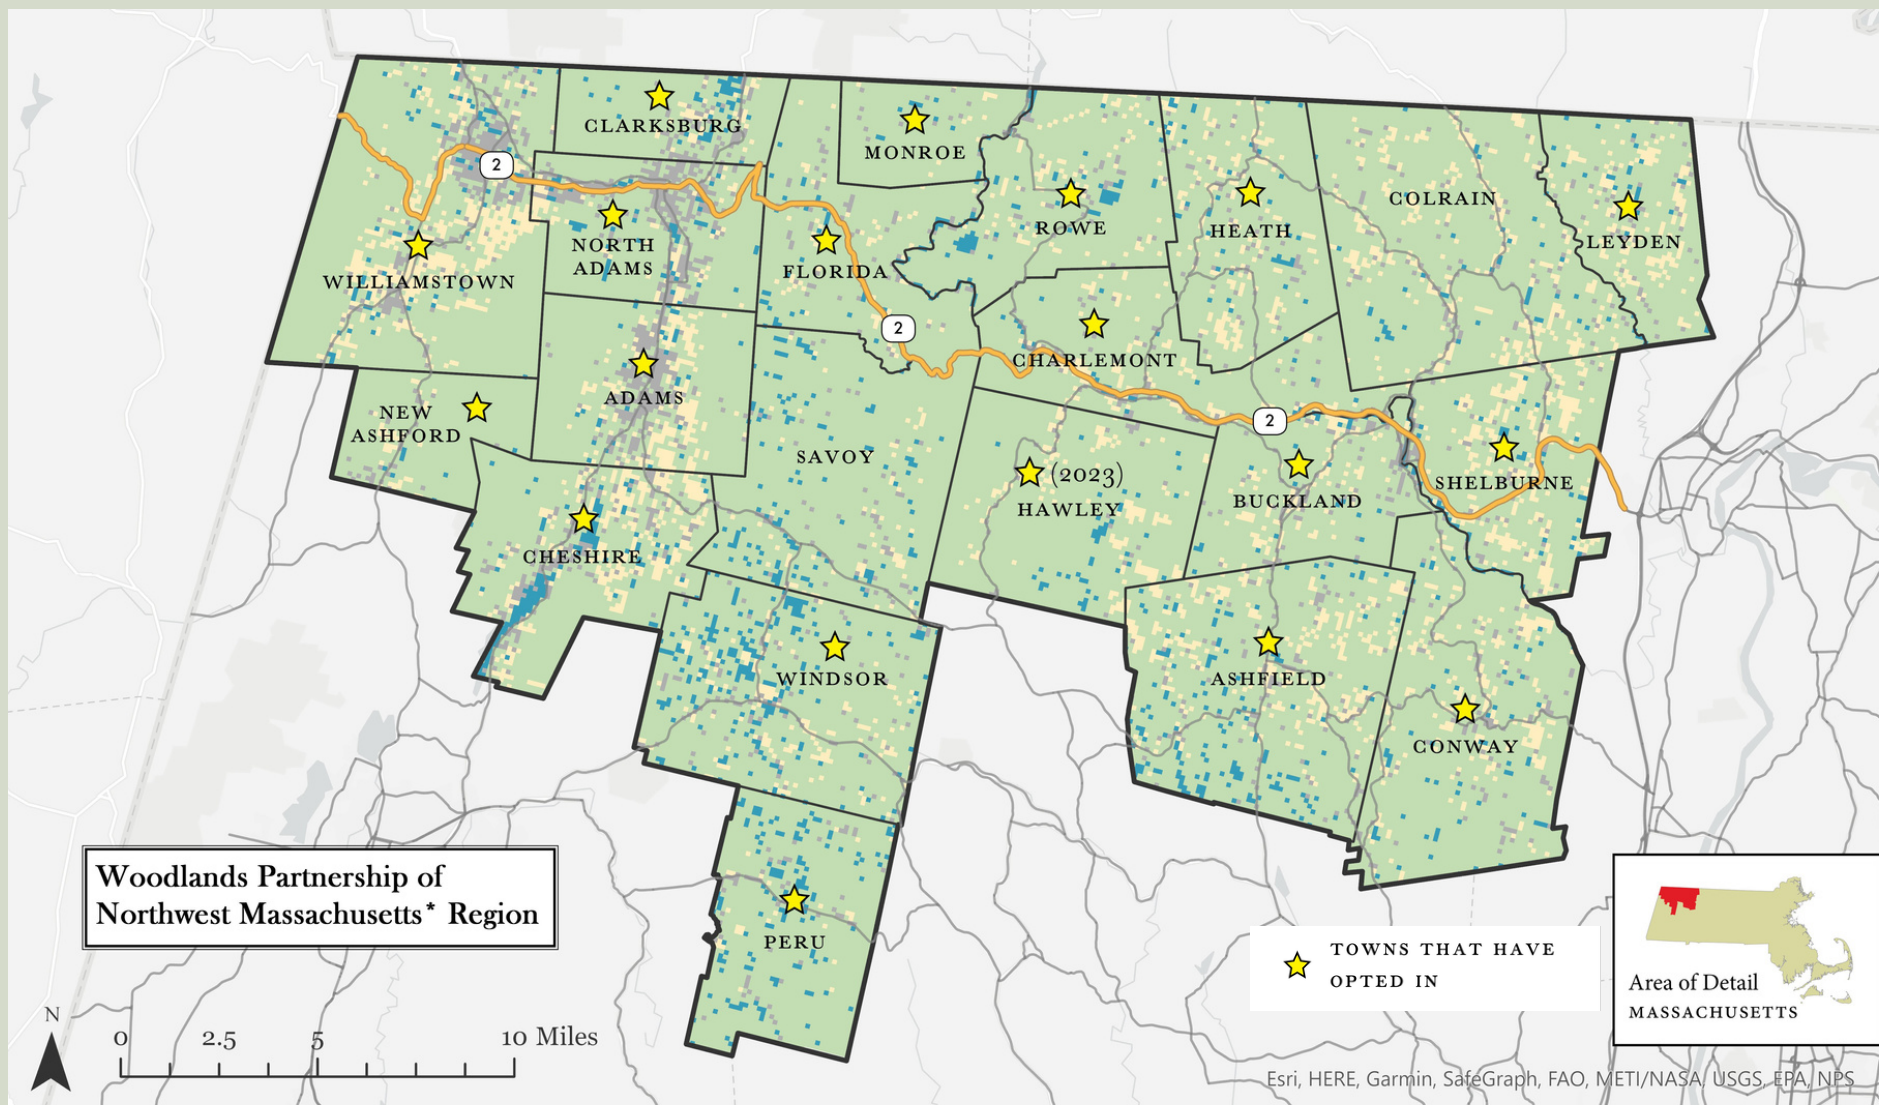 CLARKSBURG
MONROE
2
COLRAIN
ROWE
HEATH
LEYDEN
NORTH
ADAMS
FLORIDA
WILLIAMSTOWN
2
CHARLEMONT
ADAMS
NEW
ASHFORD
2
SAVOY
(2023)
HAWLEY
BUCKLAND
SHELBURNE
CHESHIRE
WINDSOR
ASHFIELD
CONWAY
PERU
Woodlands Partnership of
Northwest Massachusetts* Region
TOWNS THAT HAVE
OPTED IN
Area of Detail
MASSACHUSETTS
N
0 2.5 5 10 Miles
Esri, HERE, Garmin, SafeGraph, FAO, METI/NASA, USGS, EPA, NPS